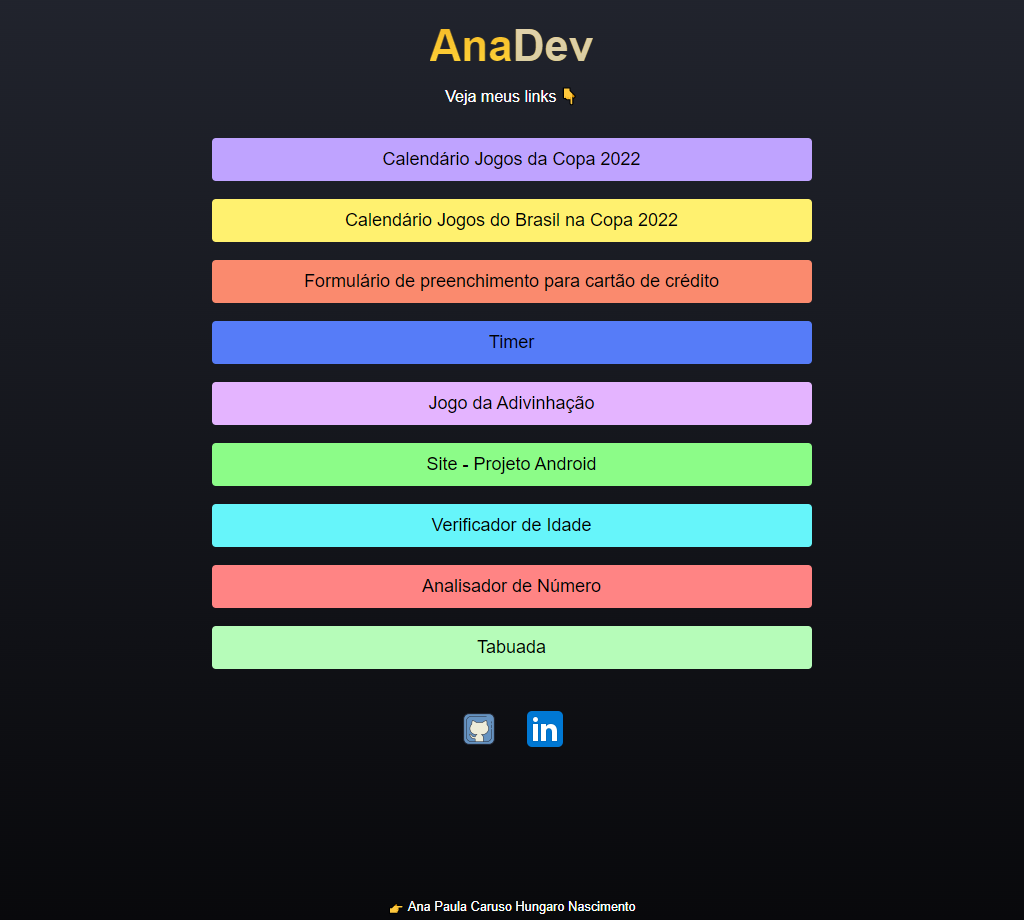 AnaDev
Veja meus links 👇
Calendário Jogos da Copa 2022
Calendário Jogos do Brasil na Copa 2022
Formulário de preenchimento para cartão de crédito
Timer
Jogo da Adivinhação
Site - Projeto Android
Verificador de Idade
Analisador de Número
Tabuada
in
👉 Ana Paula Caruso Hungaro Nascimento